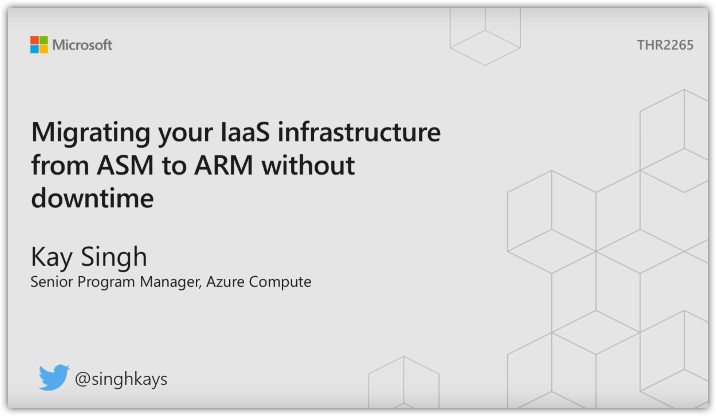 Microsoft
THR2265
Migrating your IaaS infrastructure
from ASM to ARM without
downtime
Kay Singh
Senior Program Manager, Azure Compute
@singhkays